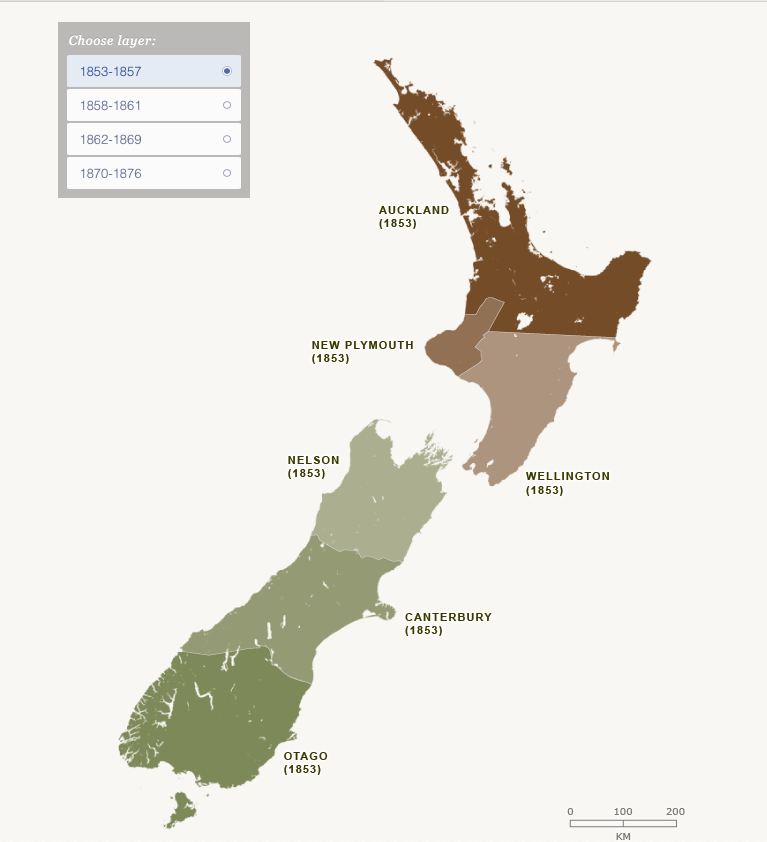 Choose layer:
1853-1857
1858-1861
1862-1869
1870-1876
AUCKLAND
(1853)
NEW PLYMOUTH
(1853)
NELSON
(1853)
WELLINGTON
(1853)
CANTERBURY
(1853)
OTAGO
(1853)
0 100 200
KM